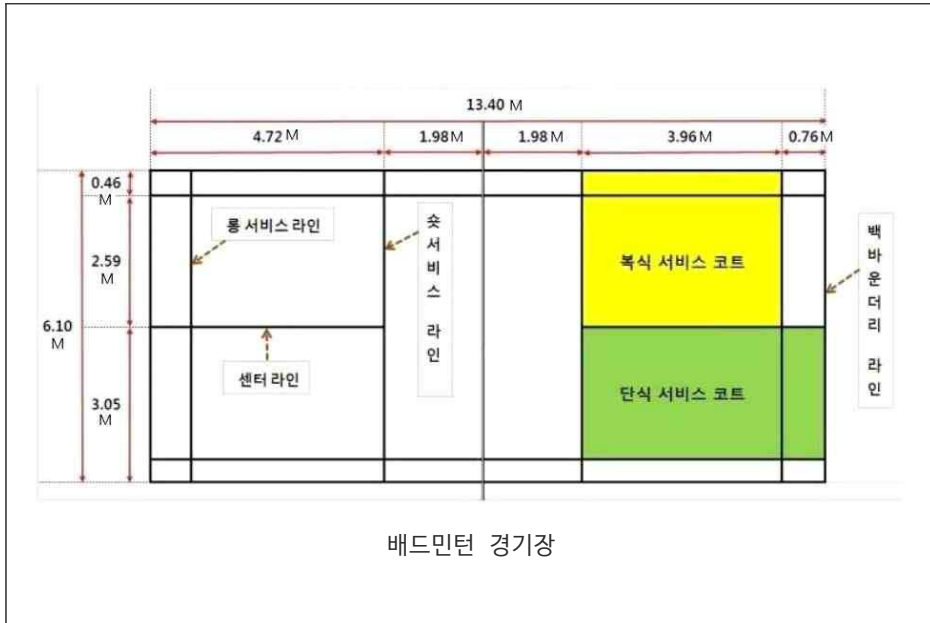 13.40 M
4.72 M 1.98 M 1.98 M 3.96 M 0.76 M
0.46
M
롱 서비스 라인
숏
서
비
스
라
인
백
바
운
더
리
라
인
2.59
M
복식 서비스 코트
6.10
M
센터 라인
3.05
M
단식 서비스 코트
배드민턴 경기장